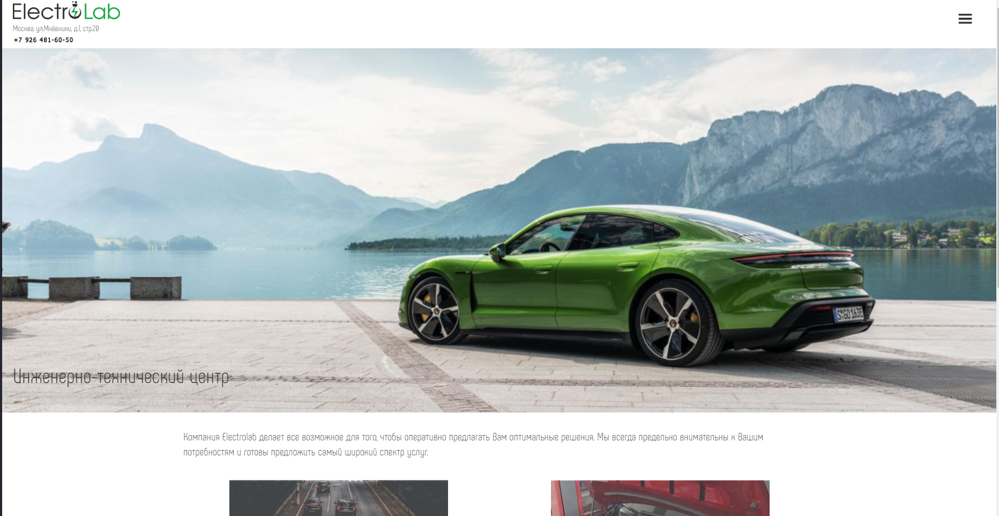 ElectroLab
Москва, ул.Мнёвники, д.1, стр.20
+7 926 481-60-50
S GO 163E
Инженерно-технический центр
Компания Electrolab делает все возможное для того, чтобы оперативно предлагать Вам оптимальные решения. Мы всегда предельно внимательны к Вашим
потребностям и готовы предложить самый широкий спектр услуг.